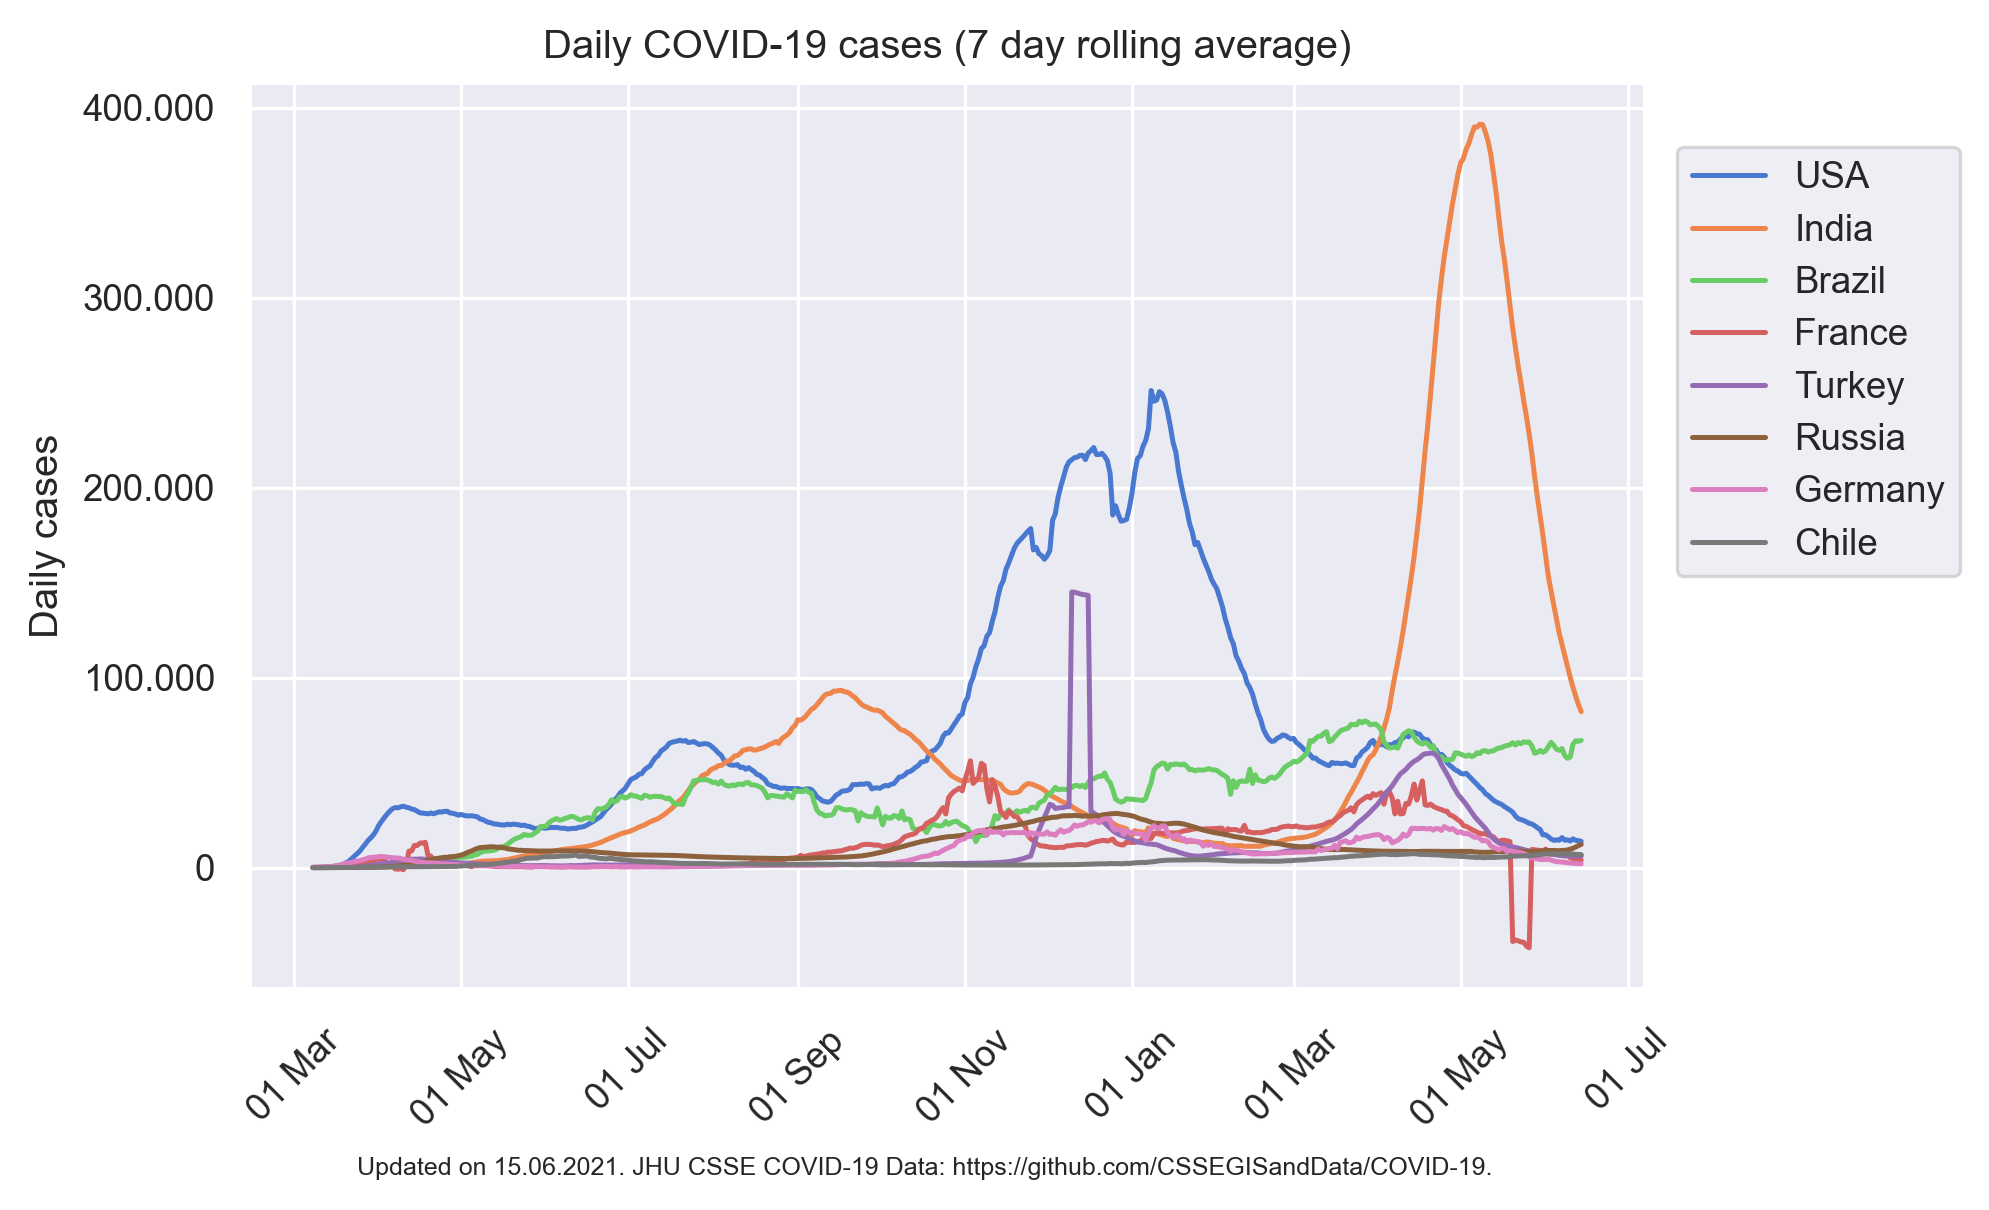 Daily COVID-19 cases (7 day rolling average)
400.000
300.000
200.000
100.000
0
Daily cases
USA
India
Brazil
France
Turkey
Russia
Germany
Chile
01 Mar
01 May
01 Jul
01 Sep
01 Nov
01 Jan
01 Mar
01 May
01 Jul
Updated on 15.06.2021. JHU CSSE COVID-19 Data: https://github.com/CSSEGISandData/COVID-19.